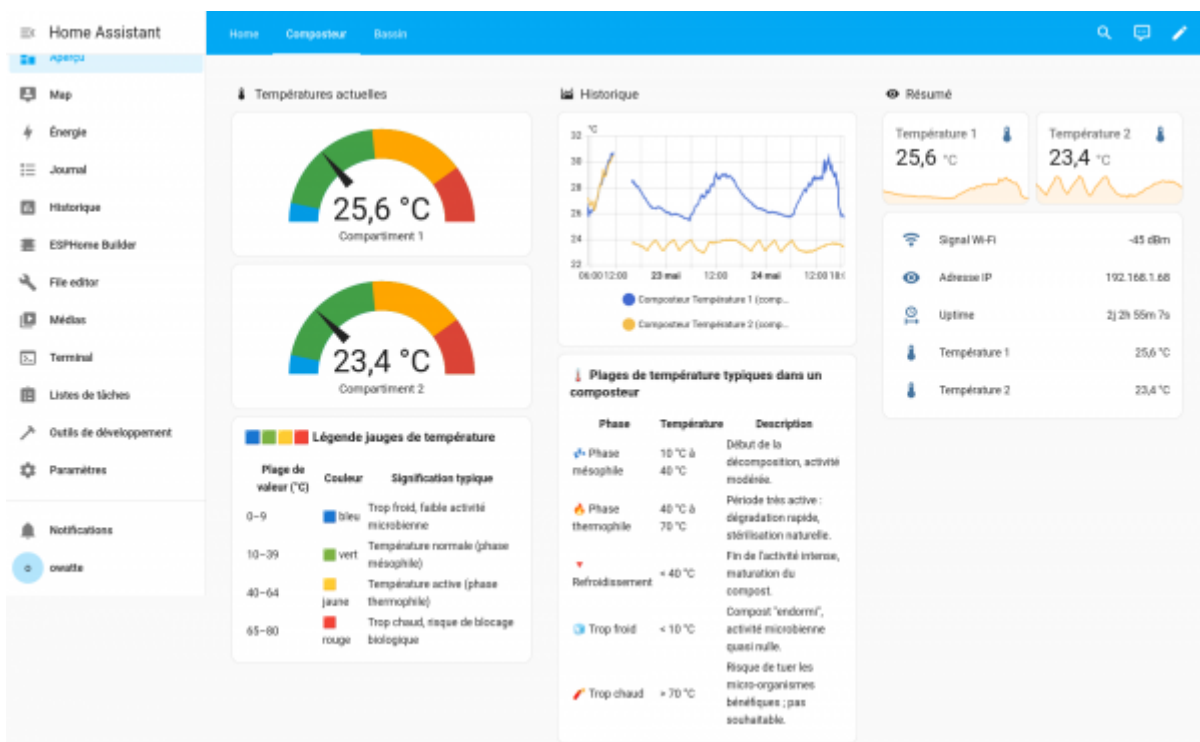 Home Assistant
Home
Composteur
Bassin
Aperçu
Map
Énergie
Journal
Historique
ESPHome Builder
File editor
Médias
Terminal
Listes de tâches
Outils de développement
Paramètres
Notifications
o
owatte
Températures actuelles
25,6 °C
Compartiment 1
23,4 °C
Compartiment 2
Légende jauges de température
Plage de valeur (°C) Couleur Signification typique
0–9 bleu Trop froid, faible activité microbienne
10–39 vert Température normale (phase mésophile)
40–64 jaune Température active (phase thermophile)
65–80 rouge Trop chaud, risque de blocage biologique
Historique
°C
32
30
28
26
24
22
06:00 12:00 23 mai 12:00 24 mai 12:00
Composteur Température 1 (comp...
Composteur Température 2 (comp...
Plages de température typiques dans un
composteur
Phase Température Description
Phase mésophile 10 °C à 40 °C Début de la décomposition, activité modérée.
Phase thermophile 40 °C à 70 °C Période très active : dégradation rapide, stérilisation naturelle.
Refroidissement < 40 °C Fin de l'activité intense, maturation du compost.
Trop froid < 10 °C Compost "endormi", activité microbienne quasi nulle.
Trop chaud > 70 °C Risque de tuer les micro-organismes bénéfiques ; pas souhaitable.
Résumé
Température 1
25,6 °C
Température 2
23,4 °C
Signal Wi-Fi -45 dBm
Adresse IP 192.168.1.68
Uptime 2j 2h 55m 7s
Température 1 25,6 °C
Température 2 23,4 °C